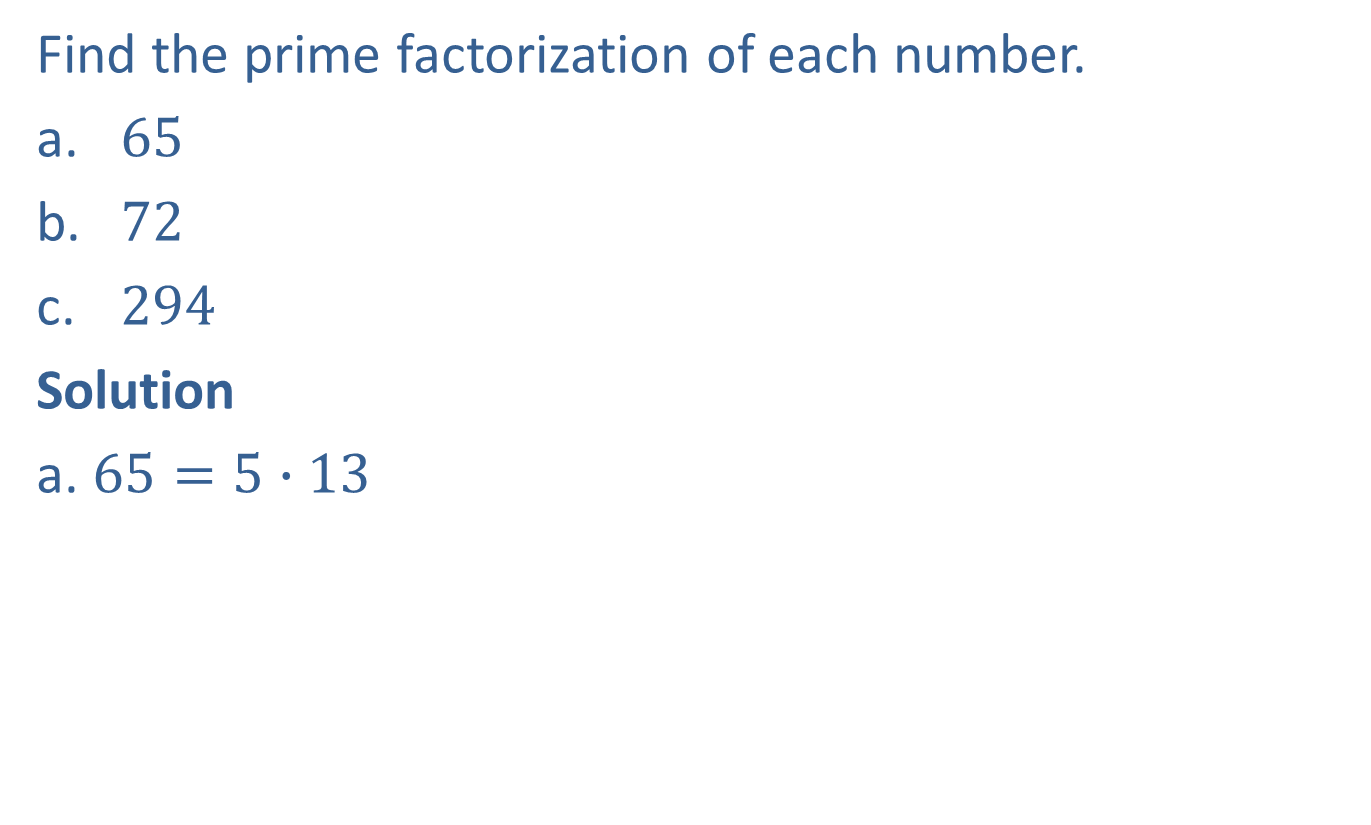 Find the prime factorization of each number.
a. 65
b. 72
c. 294
Solution
a. 65 = 5 · 13